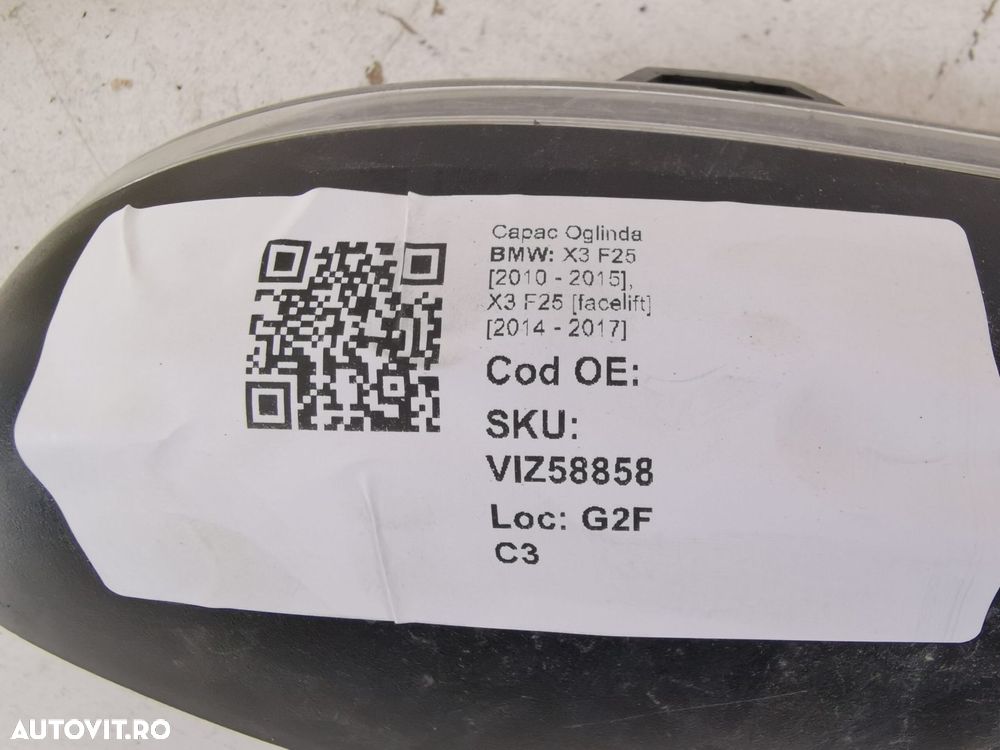 Capac Oglinda
BMW: X3 F25
[2010 - 2015],
X3 F25 [facelift]
[2014 - 2017]
Cod OE:
SKU:
VIZ58858
Loc: G2F
C3
AUTOVIT.RO